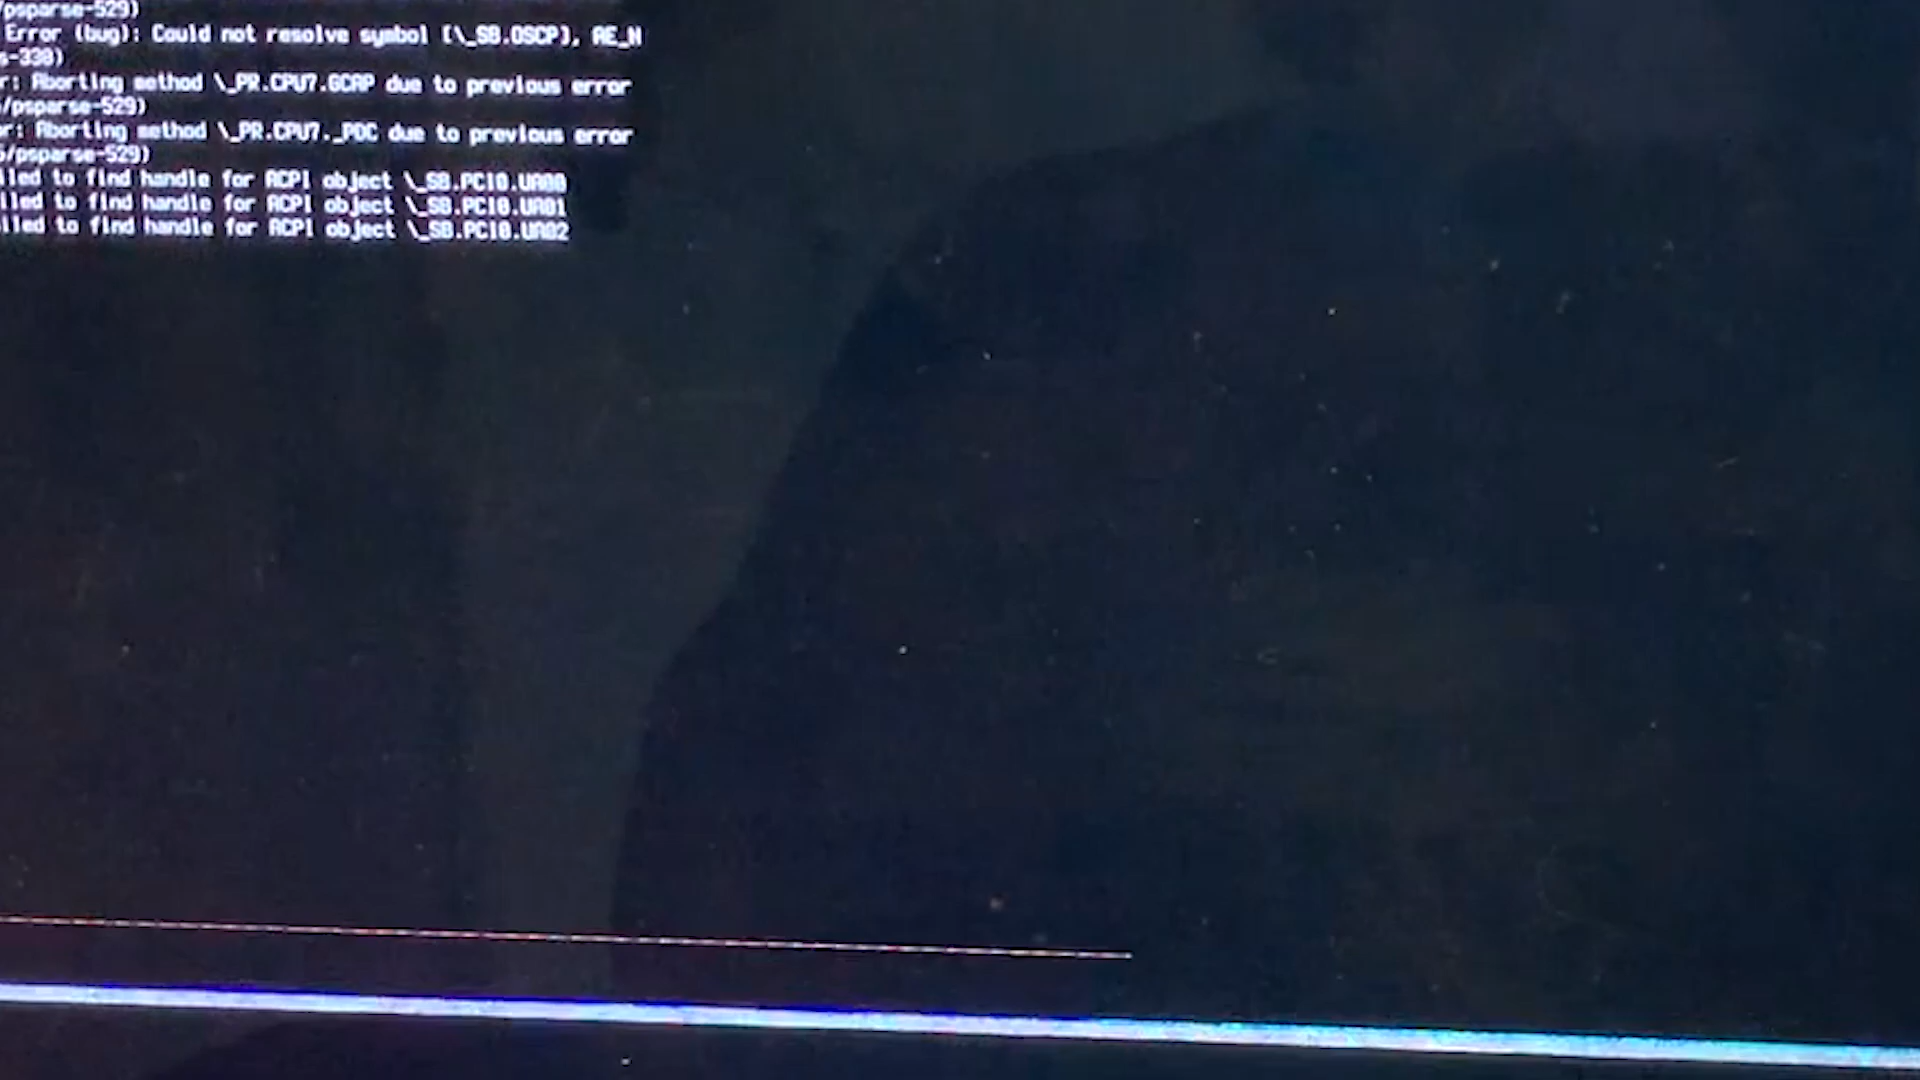 /psparse-529)
Error (bug): Could not resolve symbol [\_SB.OSCP], AE_N
s-330)
r: Aborting method \_PR.CPU7.GCAP due to previous error
/psparse-529)
or: Aborting method \_PR.CPU7._PDC due to previous error
/psparse-529)
iled to find handle for ACPI object \_SB.PCI0.UA00
iled to find handle for ACPI object \_SB.PCI0.UA01
iled to find handle for ACPI object \_SB.PCI0.UA02